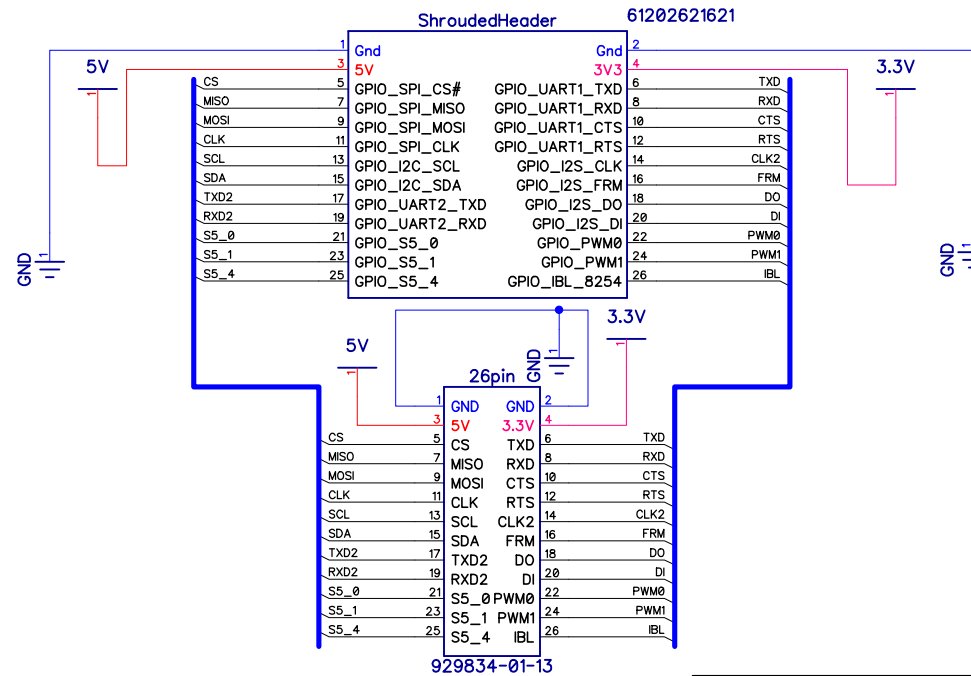 ShroudedHeader 61202621621
1 Gnd Gnd 2
5V 3 5V 3V3 4 3.3V
1 1
CS 5 GPIO_SPI_CS# GPIO_UART1_TXD 6 TXD
MISO 7 GPIO_SPI_MISO GPIO_UART1_RXD 8 RXD
MOSI 9 GPIO_SPI_MOSI GPIO_UART1_CTS 10 CTS
CLK 11 GPIO_SPI_CLK GPIO_UART1_RTS 12 RTS
SCL 13 GPIO_I2C_SCL GPIO_I2S_CLK 14 CLK2
SDA 15 GPIO_I2C_SDA GPIO_I2S_FRM 16 FRM
TXD2 17 GPIO_UART2_TXD GPIO_I2S_DO 18 DO
RXD2 19 GPIO_UART2_RXD GPIO_I2S_DI 20 DI
S5_0 21 GPIO_S5_0 GPIO_PWM0 22 PWM0
S5_1 23 GPIO_S5_1 GPIO_PWM1 24 PWM1
S5_4 25 GPIO_S5_4 GPIO_IBL_8254 26 IBL
GND 1 GND 1
5V 1 GND 1 3.3V 1
26pin
1 GND GND 2
3 5V 3.3V 4
CS 5 CS TXD 6 TXD
MISO 7 MISO RXD 8 RXD
MOSI 9 MOSI CTS 10 CTS
CLK 11 CLK RTS 12 RTS
SCL 13 SCL CLK2 14 CLK2
SDA 15 SDA FRM 16 FRM
TXD2 17 TXD2 DO 18 DO
RXD2 19 RXD2 DI 20 DI
S5_0 21 S5_0 PWM0 22 PWM0
S5_1 23 S5_1 PWM1 24 PWM1
S5_4 25 S5_4 IBL 26 IBL
929834-01-13